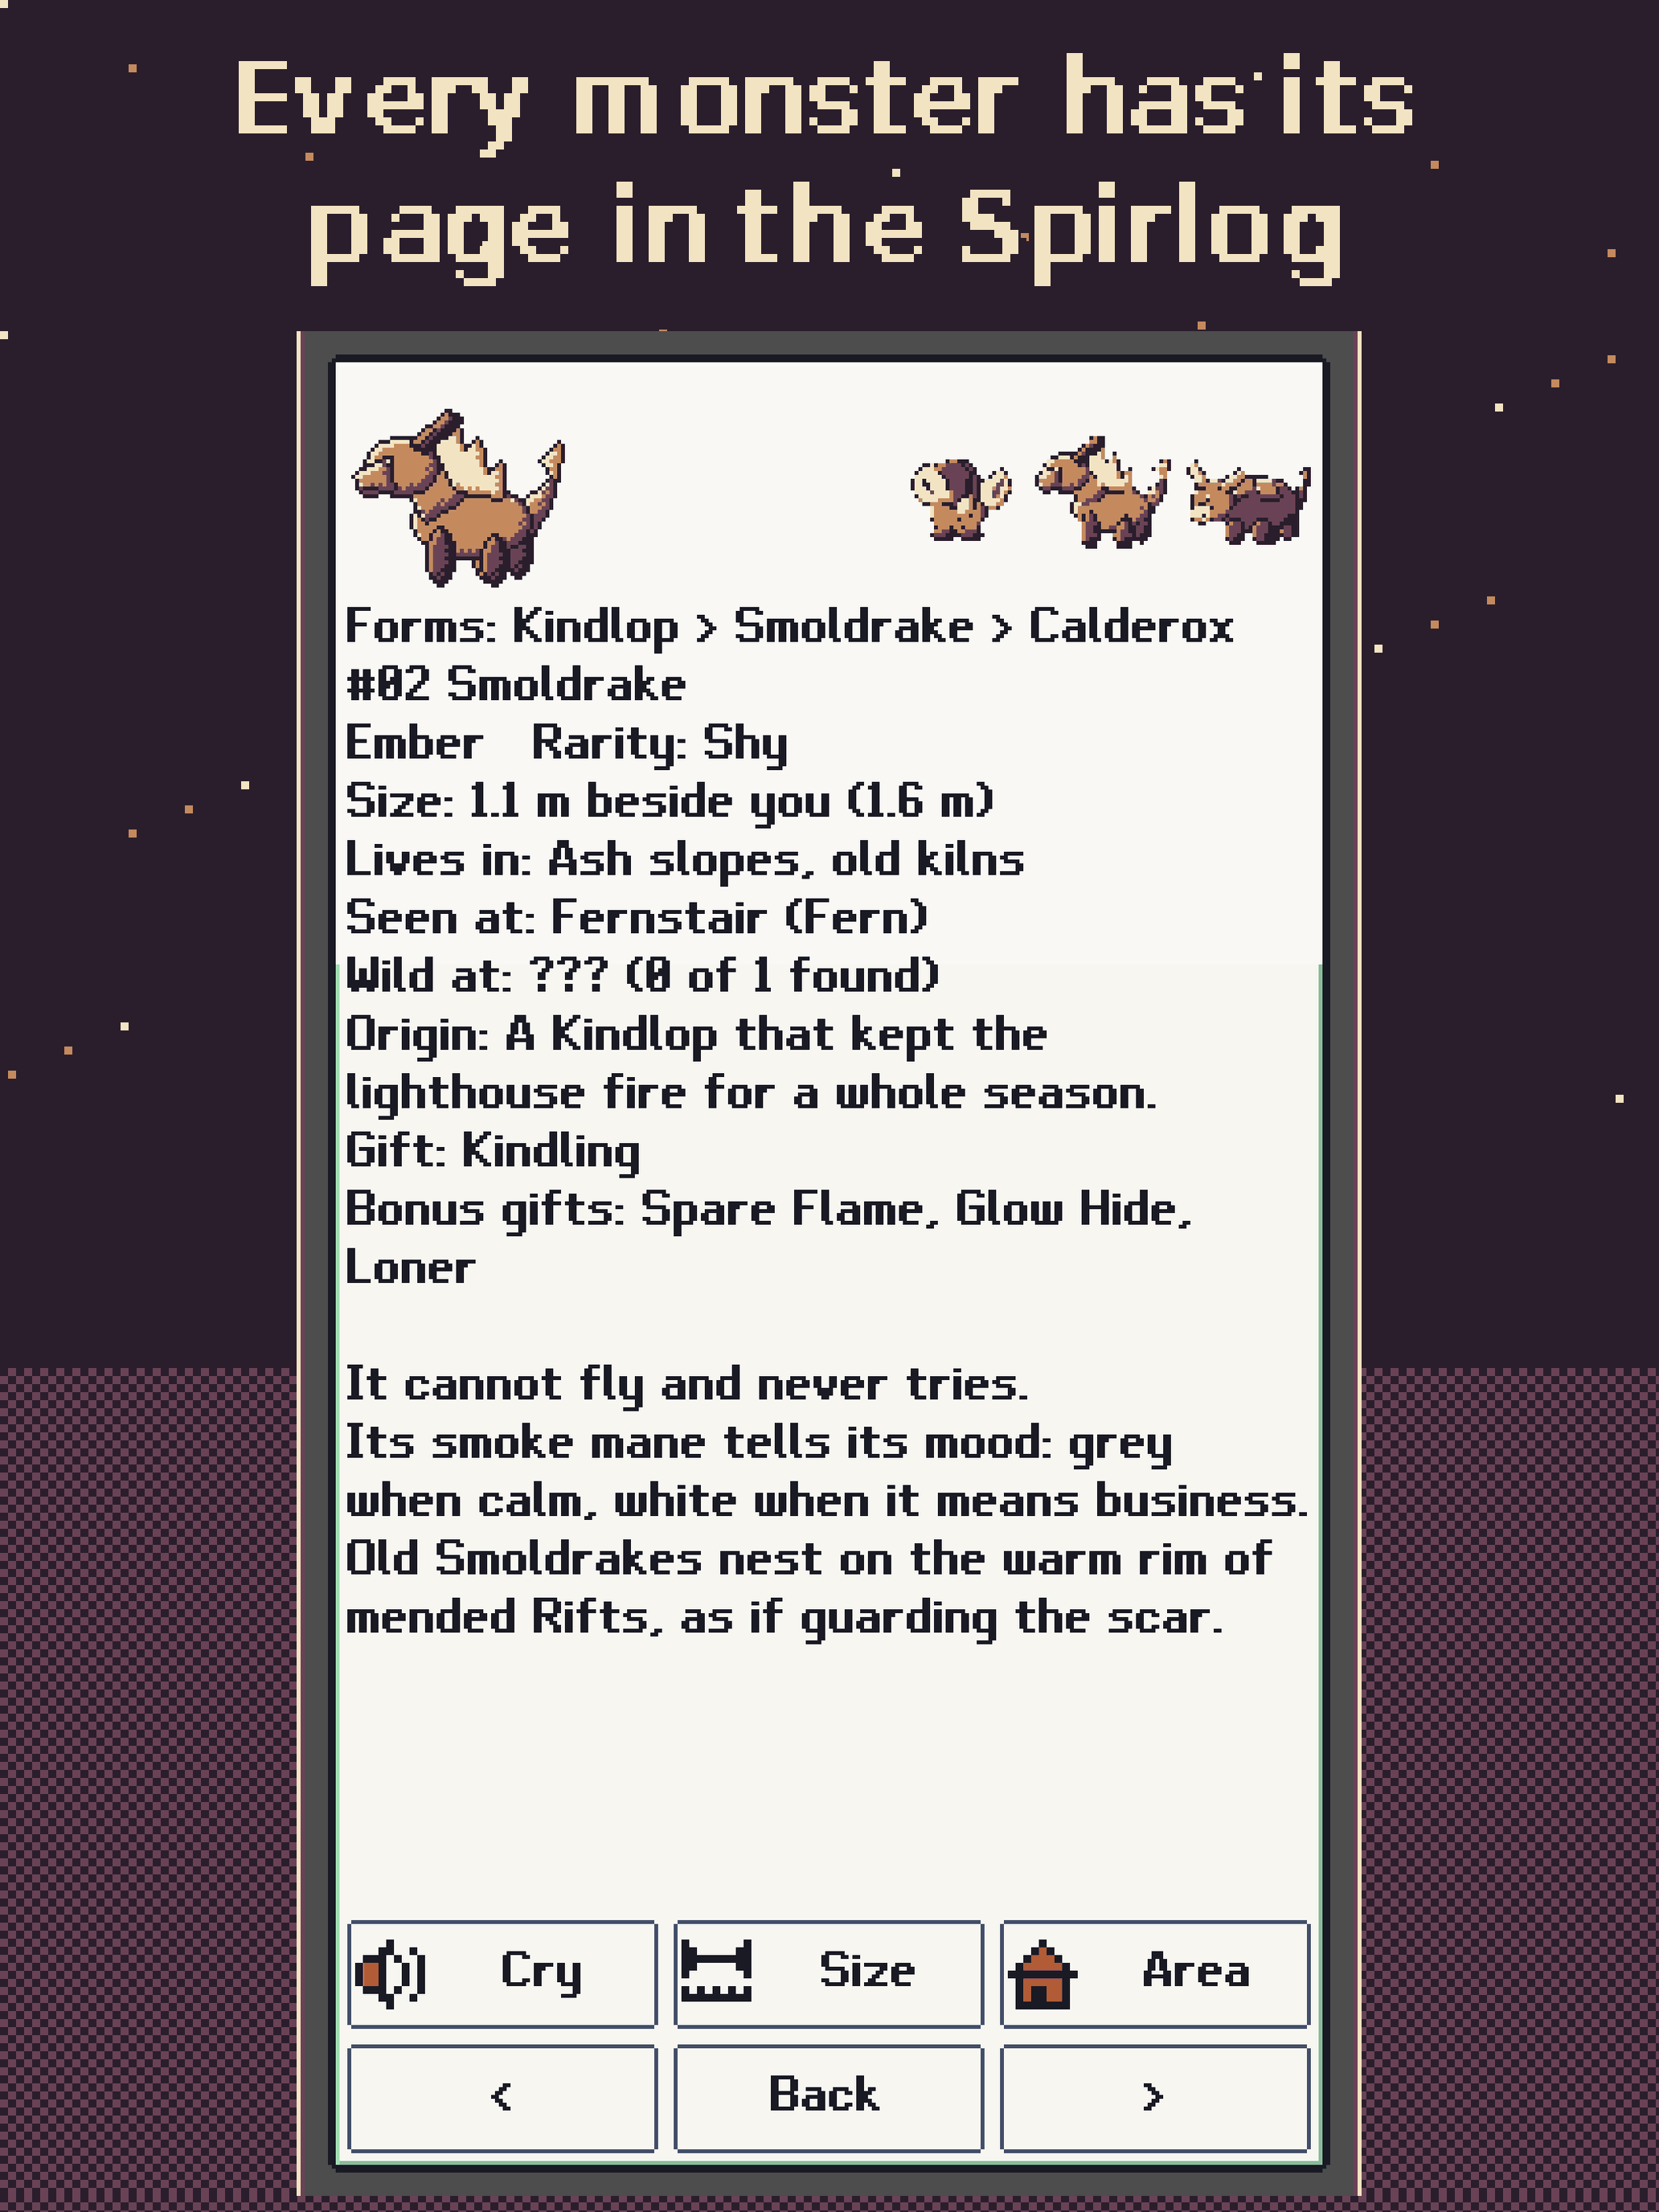 Every monster has its
page in the Spirlog
Forms: Kindlop > Smoldrake > Calderox
#02 Smoldrake
Ember Rarity: Shy
Size: 1.1 m beside you (1.6 m)
Lives in: Ash slopes, old kilns
Seen at: Fernstair (Fern)
Wild at: ??? (0 of 1 found)
Origin: A Kindlop that kept the
lighthouse fire for a whole season.
Gift: Kindling
Bonus gifts: Spare Flame, Glow Hide,
Loner
It cannot fly and never tries.
Its smoke mane tells its mood: grey
when calm, white when it means business.
Old Smoldrakes nest on the warm rim of
mended Rifts, as if guarding the scar.
Cry Size Area
< Back >